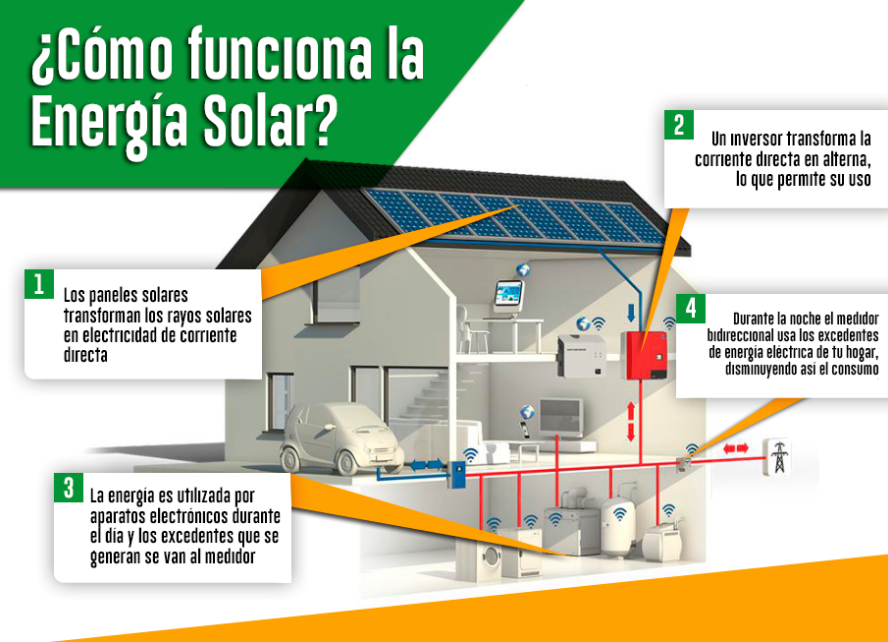 ¿Cómo funciona la
Energía Solar?
1
Los paneles solares
transforman los rayos solares
en electricidad de corriente
directa
2
Un inversor transforma la
corriente directa en alterna,
lo que permite su uso
3
La energía es utilizada por
aparatos electrónicos durante
el día y los excedentes que se
generan se van al medidor
4
Durante la noche el medidor
bidireccional usa los excedentes
de energía eléctrica de tu hogar,
disminuyendo así el consumo